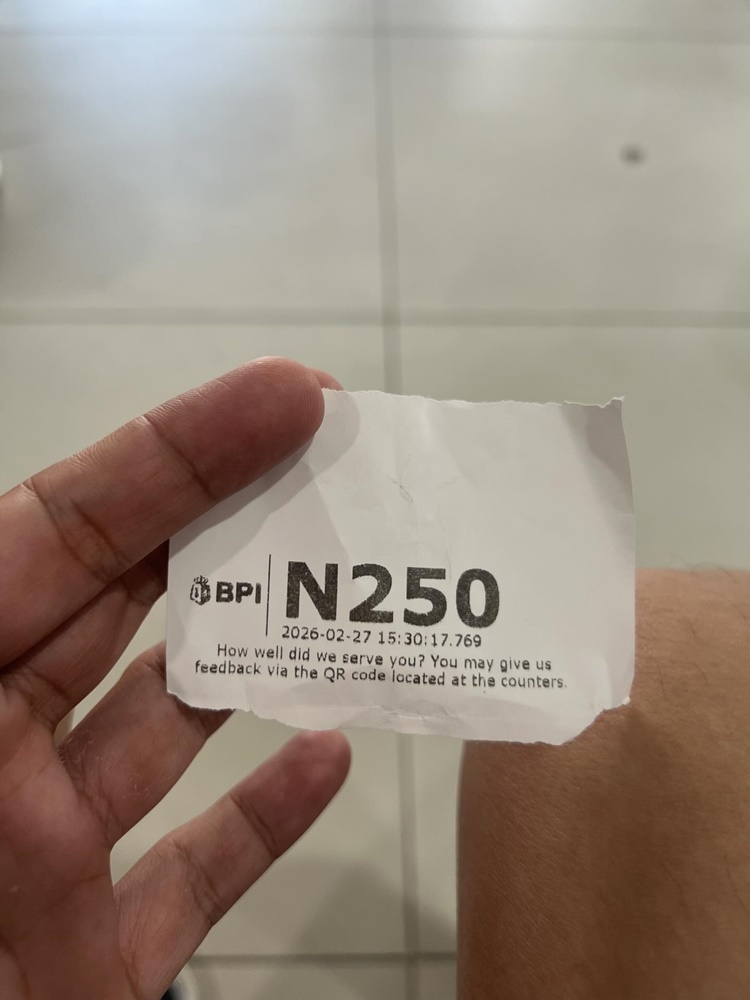 BPI
N250
2026-02-27 15:30:17.769
How well did we serve you? You may give us
feedback via the QR code located at the counters.